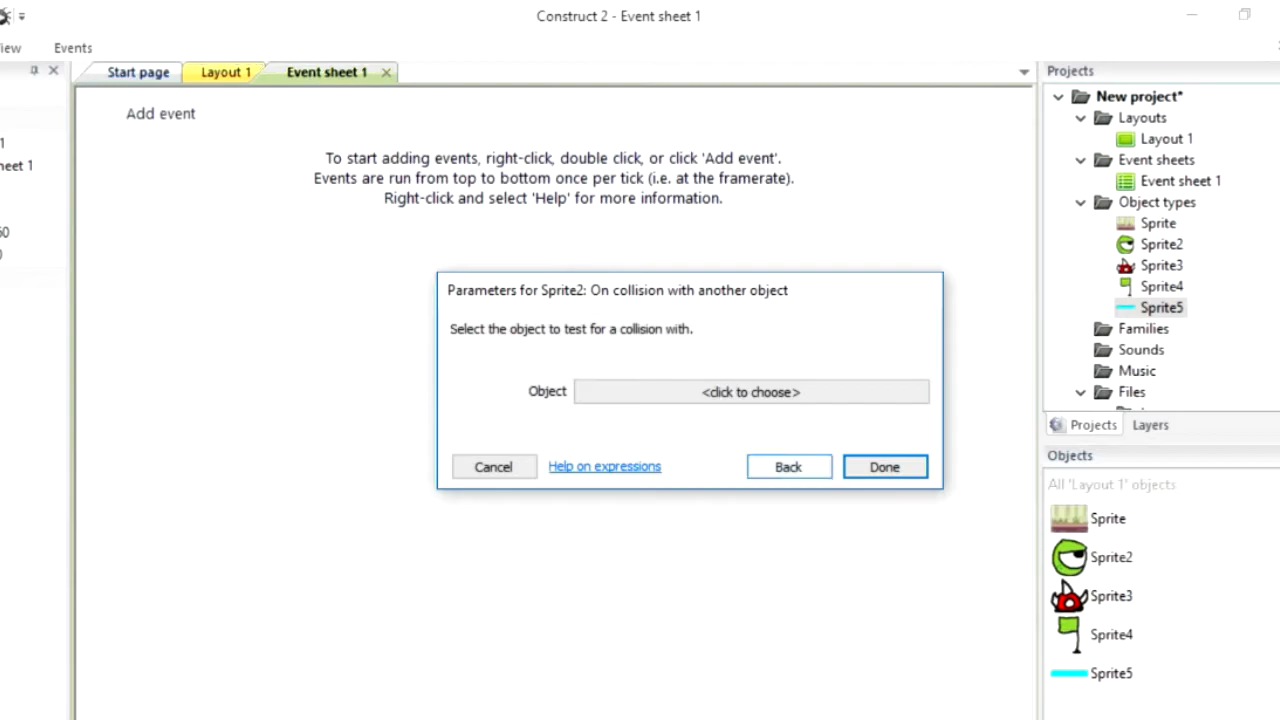 Construct 2 - Event sheet 1
iew Events
Start page Layout 1 Event sheet 1
Projects
New project*
Layouts
Layout 1
Event sheets
Event sheet 1
Object types
Sprite
Sprite2
Sprite3
Sprite4
Sprite5
Families
Sounds
Music
Files
Projects Layers
Objects
All 'Layout 1' objects
Sprite
Sprite2
Sprite3
Sprite4
Sprite5
1
neet 1
60
0
Add event
To start adding events, right-click, double click, or click 'Add event'.
Events are run from top to bottom once per tick (i.e. at the framerate).
Right-click and select 'Help' for more information.
Parameters for Sprite2: On collision with another object
Select the object to test for a collision with.
Object <click to choose>
Cancel Help on expressions Back Done